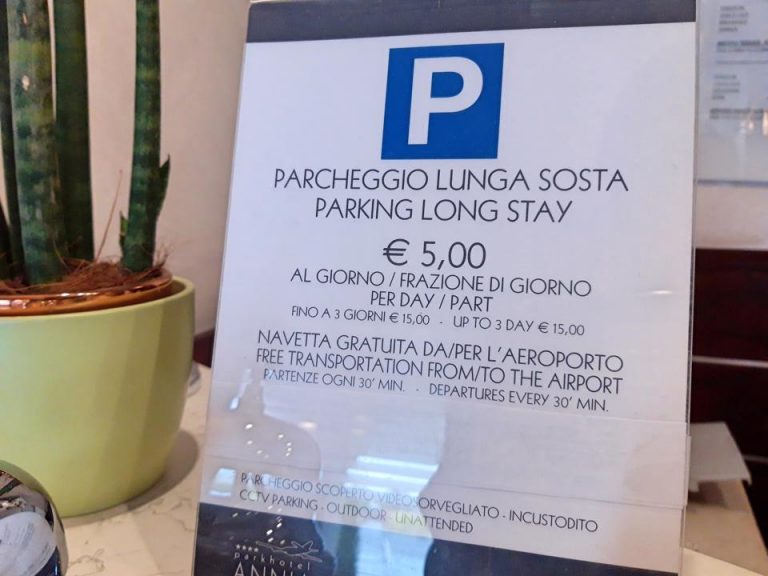 P
PARCHEGGIO LUNGA SOSTA
PARKING LONG STAY
€ 5,00
AL GIORNO / FRAZIONE DI GIORNO
PER DAY / PART
FINO A 3 GIORNI € 15,00 - UP TO 3 DAY € 15,00
NAVETTA GRATUITA DA/PER L'AEROPORTO
FREE TRANSPORTATION FROM/TO THE AIRPORT
PARTENZE OGNI 30' MIN. - DEPARTURES EVERY 30' MIN.
PARCHEGGIO SCOPERTO VIDEOSORVEGLIATO - INCUSTODITO
CCTV PARKING - OUTDOOR - UNATTENDED
hotel